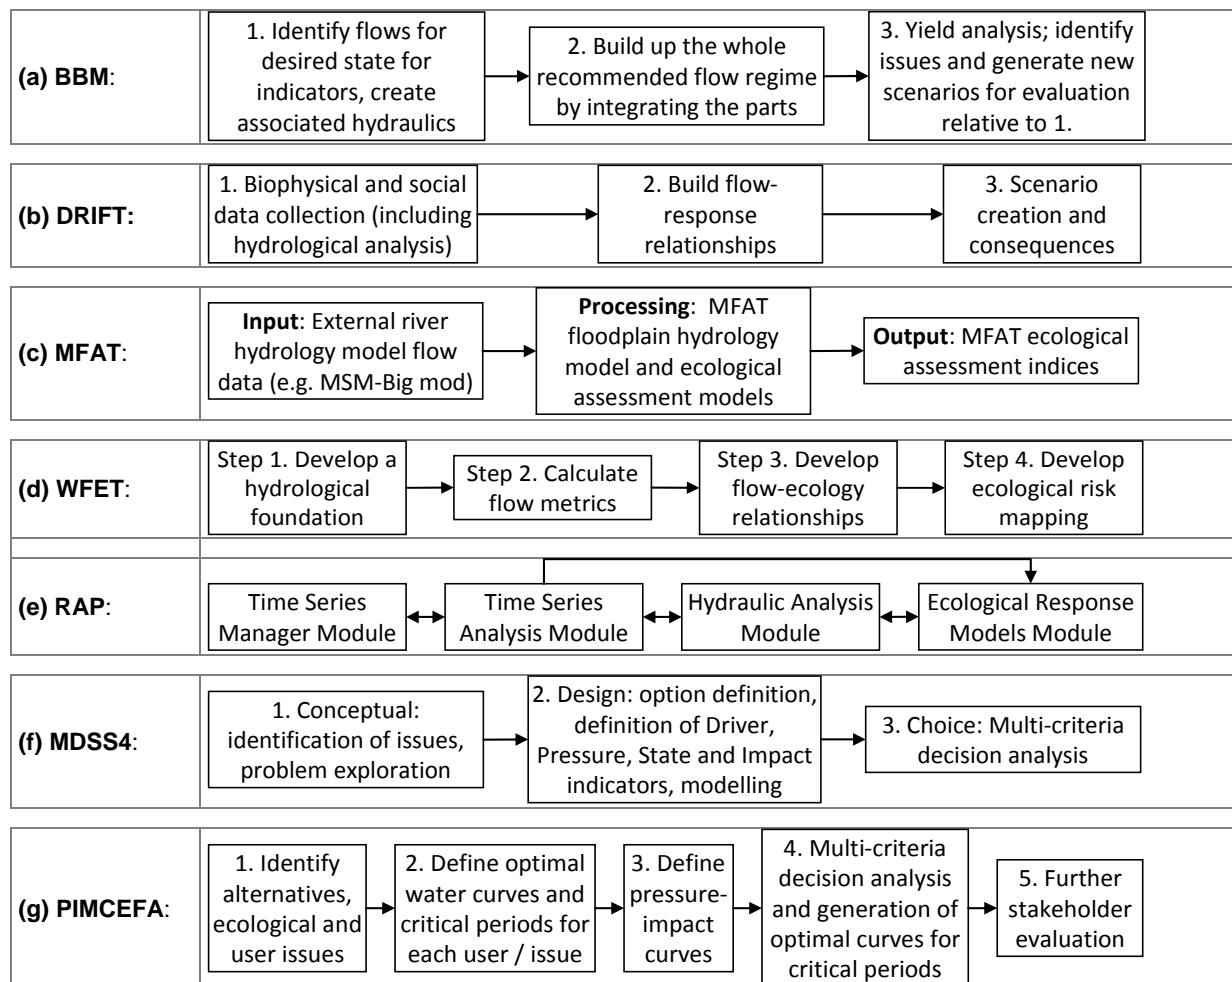 (a) BBM:
1. Identify flows for
desired state for
indicators, create
associated hydraulics
2. Build up the whole
recommended flow regime
by integrating the parts
3. Yield analysis; identify
issues and generate new
scenarios for evaluation
relative to 1.
(b) DRIFT:
1. Biophysical and social
data collection (including
hydrological analysis)
2. Build flow-
response
relationships
3. Scenario
creation and
consequences
(c) MFAT:
Input: External river
hydrology model flow
data (e.g. MSM-Big mod)
Processing: MFAT
floodplain hydrology
model and ecological
assessment models
Output: MFAT ecological
assessment indices
(d) WFET:
Step 1. Develop a
hydrological
foundation
Step 2. Calculate
flow metrics
Step 3. Develop
flow-ecology
relationships
Step 4. Develop
ecological risk
mapping
(e) RAP:
Time Series
Manager Module
Time Series
Analysis Module
Hydraulic Analysis
Module
Ecological Response
Models Module
(f) MDSS4:
1. Conceptual:
identification of issues,
problem exploration
2. Design: option definition,
definition of Driver,
Pressure, State and Impact
indicators, modelling
3. Choice: Multi-criteria
decision analysis
(g) PIMCEFA:
1. Identify
alternatives,
ecological and
user issues
2. Define optimal
water curves and
critical periods for
each user / issue
3. Define
pressure-
impact
curves
4. Multi-criteria
decision analysis
and generation of
optimal curves for
critical periods
5. Further
stakeholder
evaluation